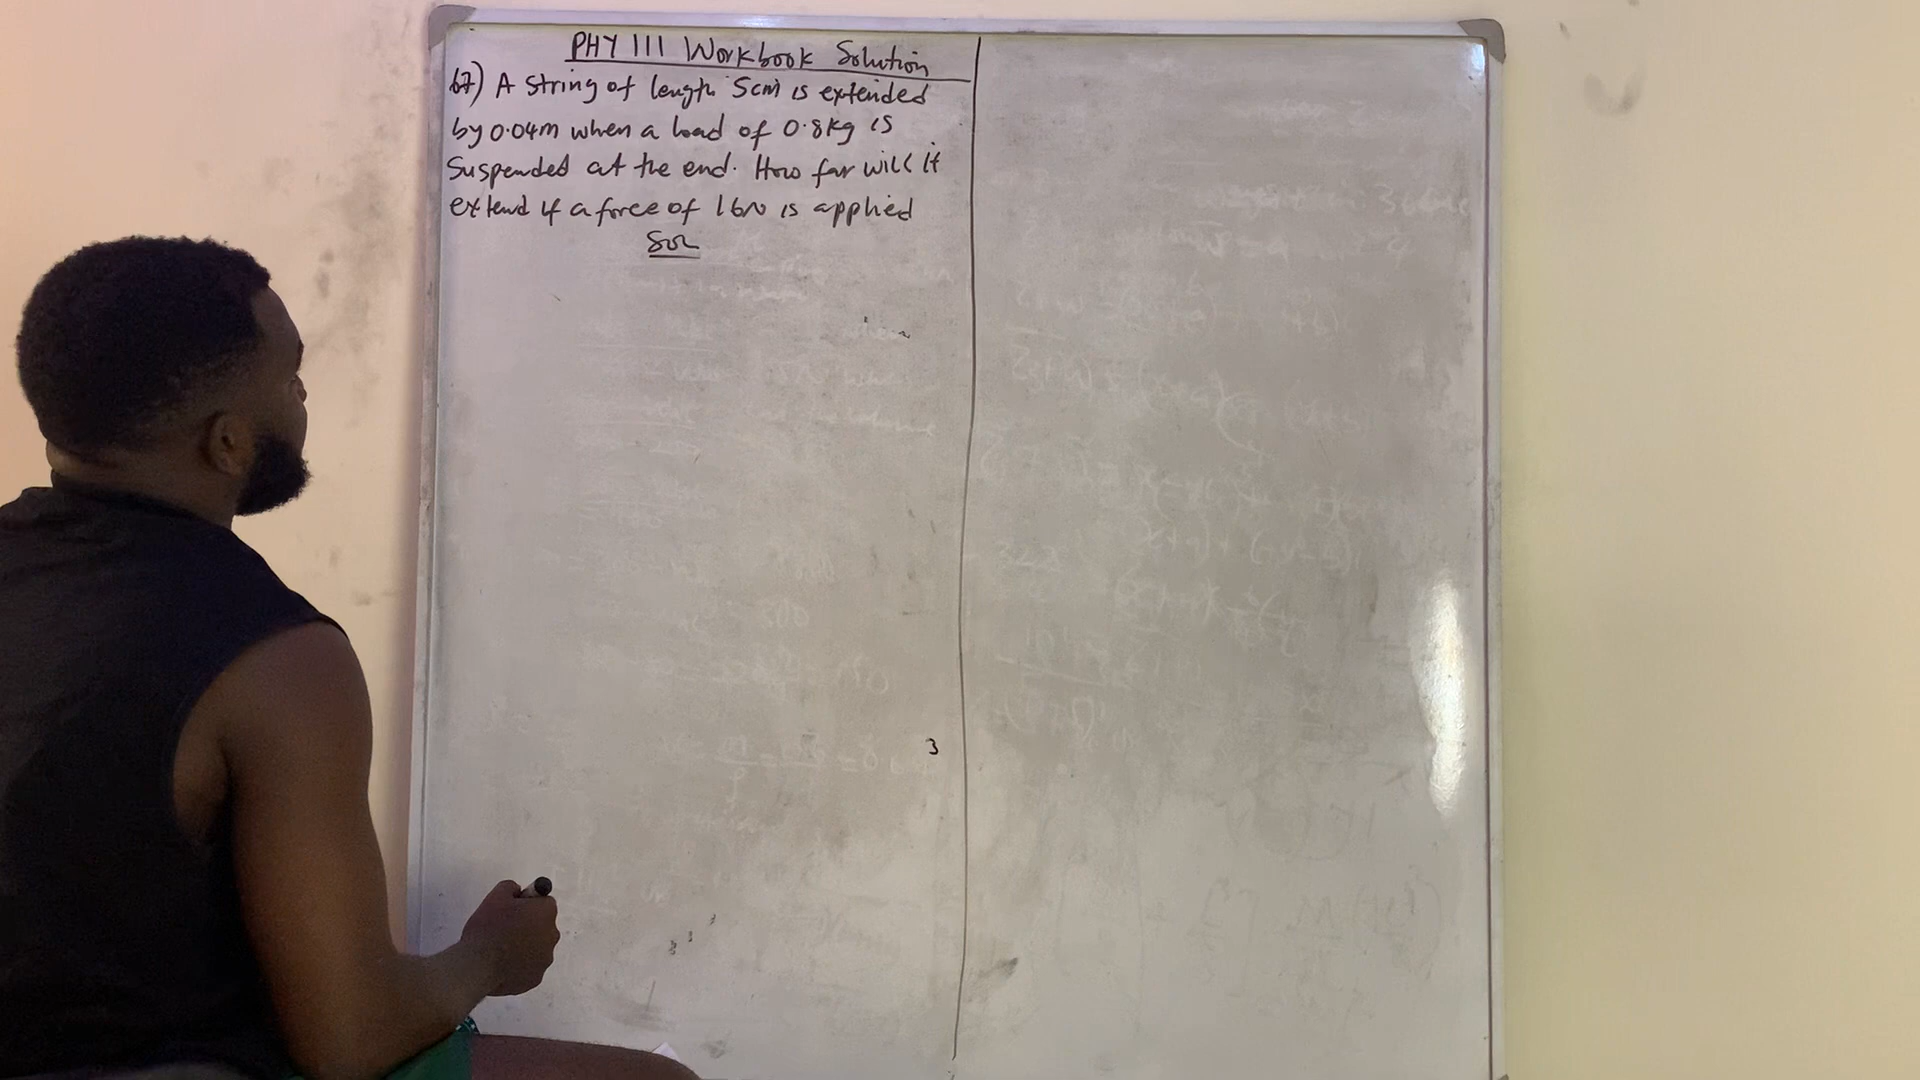 PHY 111 Workbook Solution
67) A String of length 5cm is extended
by 0.04m when a load of 0.8kg is
Suspended at the end. How far will it
extend if a force of 16N is applied
Sol
3